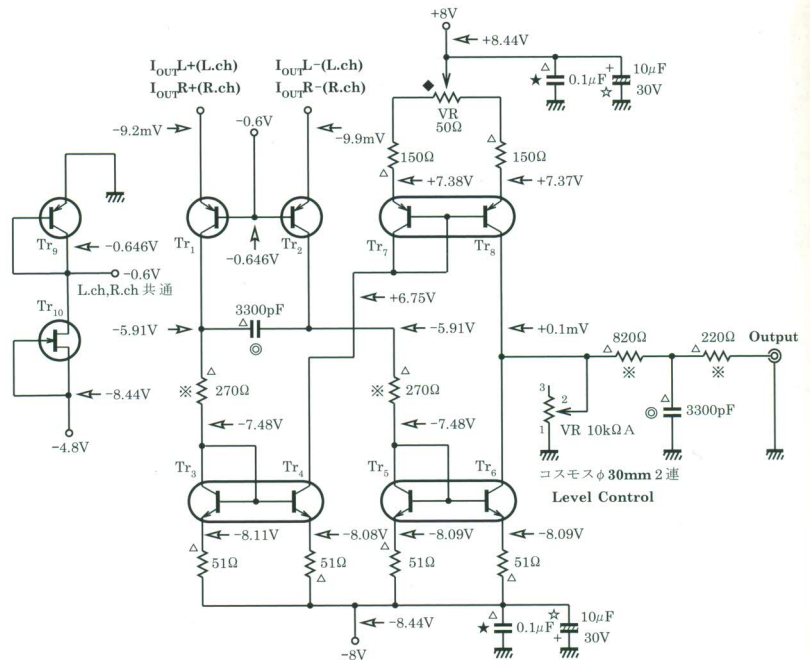 +8V
+8.44V
0.1μF
+
10μF
30V
VR
50Ω
I OUT L+(L.ch)
I OUT R+(R.ch)
I OUT L−(L.ch)
I OUT R−(R.ch)
-9.2mV
-0.6V
-9.9mV
150Ω
150Ω
+7.38V
+7.37V
Tr9
-0.646V
Tr1
Tr2
-0.646V
Tr7
Tr8
-0.6V
L.ch,R.ch 共通
+6.75V
Tr10
3300pF
-5.91V
◎
-5.91V
+0.1mV
820Ω
※
220Ω
※
Output
-8.44V
※ 270Ω
※ 270Ω
3
2
1
VR 10kΩA
◎
3300pF
-4.8V
-7.48V
-7.48V
コスモスφ30mm 2連
Level Control
Tr3
Tr4
Tr5
Tr6
-8.11V
-8.08V
-8.09V
-8.09V
51Ω
51Ω
51Ω
51Ω
-8.44V
-8V
0.1μF
+
10μF
30V